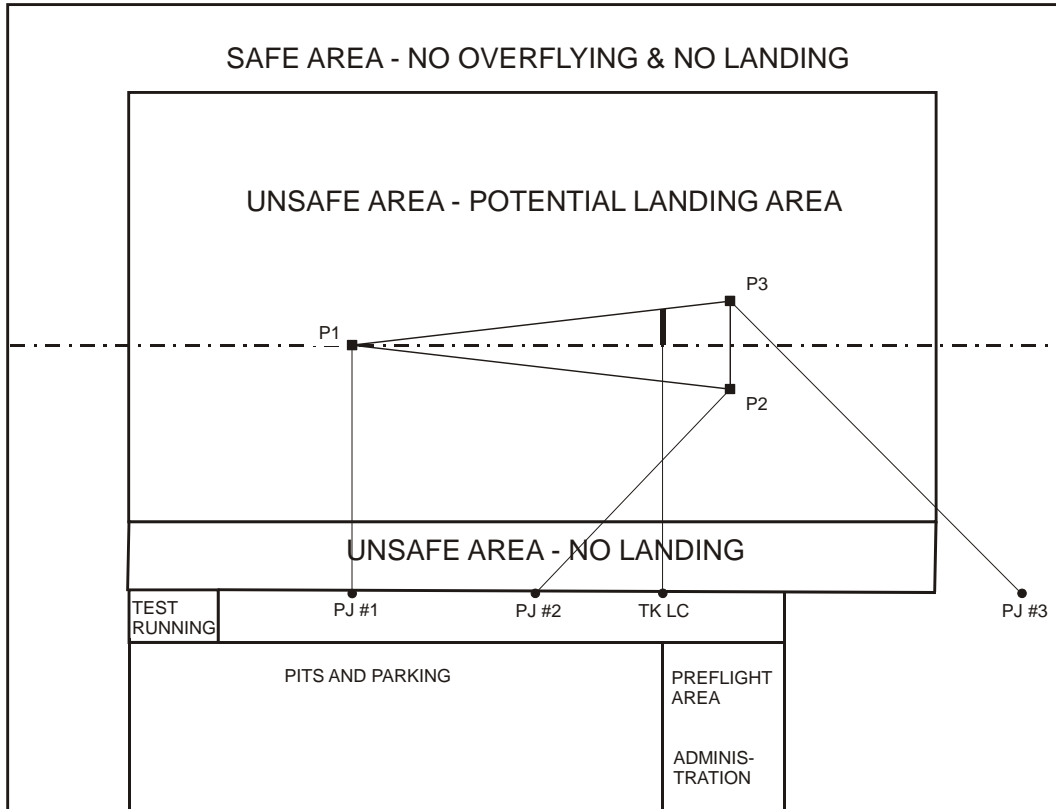 SAFE AREA - NO OVERFLYING & NO LANDING
UNSAFE AREA - POTENTIAL LANDING AREA
P3
P1
P2
UNSAFE AREA - NO LANDING
TEST
RUNNING
PJ #1
PJ #2
TK LC
PJ #3
PITS AND PARKING
PREFLIGHT
AREA
ADMINIS-
TRATION